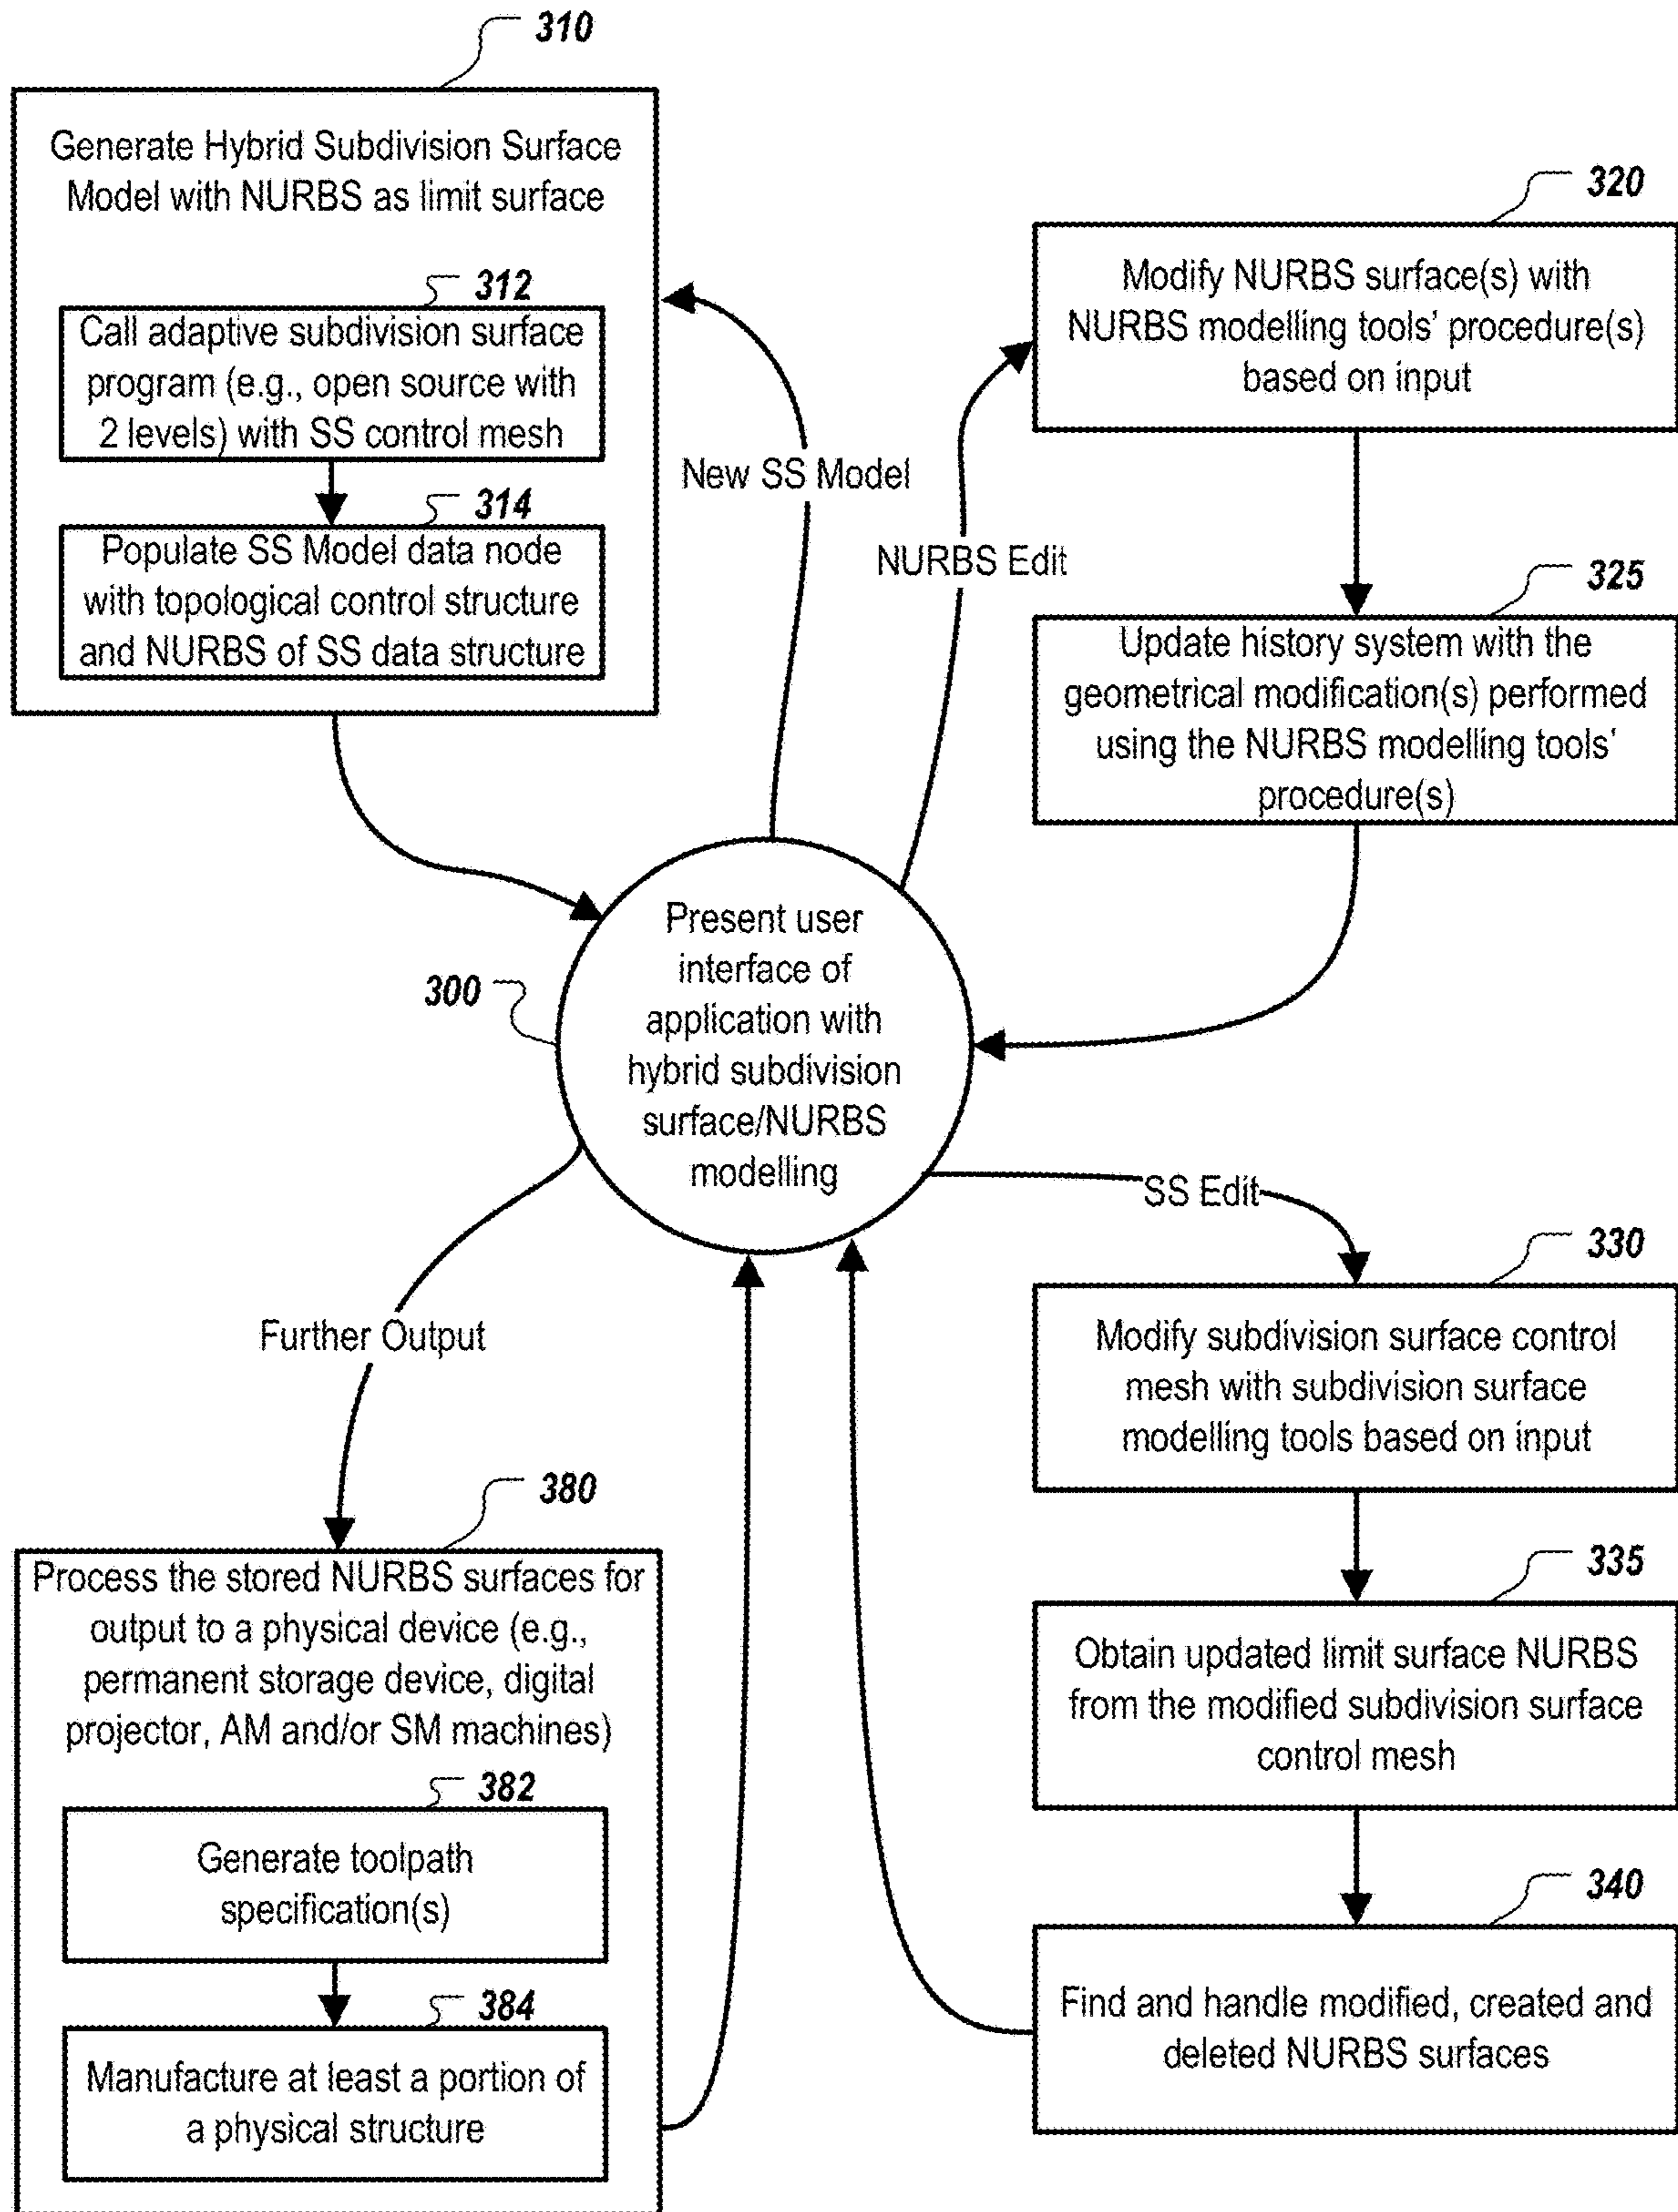 310
Generate Hybrid Subdivision Surface
Model with NURBS as limit surface
312
Call adaptive subdivision surface
program (e.g., open source with
2 levels) with SS control mesh
314
Populate SS Model data node
with topological control structure
and NURBS of SS data structure
New SS Model
NURBS Edit
320
Modify NURBS surface(s) with
NURBS modelling tools' procedure(s)
based on input
325
Update history system with the
geometrical modification(s) performed
using the NURBS modelling tools'
procedure(s)
300
Present user
interface of
application with
hybrid subdivision
surface/NURBS
modelling
SS Edit
330
Modify subdivision surface control
mesh with subdivision surface
modelling tools based on input
335
Obtain updated limit surface NURBS
from the modified subdivision surface
control mesh
340
Find and handle modified, created and
deleted NURBS surfaces
Further Output
380
Process the stored NURBS surfaces for
output to a physical device (e.g.,
permanent storage device, digital
projector, AM and/or SM machines)
382
Generate toolpath
specification(s)
384
Manufacture at least a portion of
a physical structure